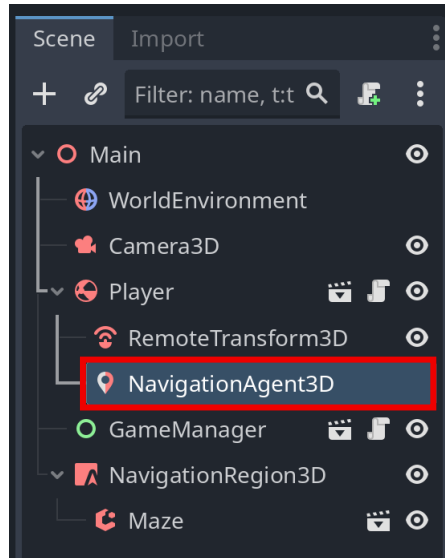 Scene Import
Filter: name, t:t
Main
WorldEnvironment
Camera3D
Player
RemoteTransform3D
NavigationAgent3D
GameManager
NavigationRegion3D
Maze